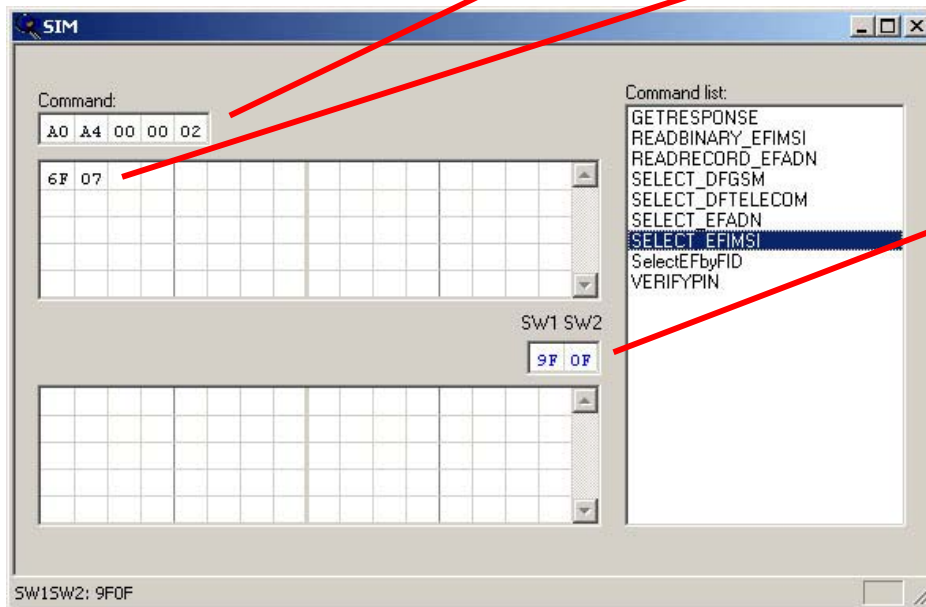 SIM
Command:
A0 A4 00 00 02
6F 07
SW1 SW2
9F 0F
Command list:
GETRESPONSE
READBINARY_EFIMSI
READRECORD_EFADN
SELECT_DFGSM
SELECT_DFTELECOM
SELECT_EFADN
SELECT_EFIMSI
SelectEFbyFID
VERIFYPIN
SW1SW2: 9F0F